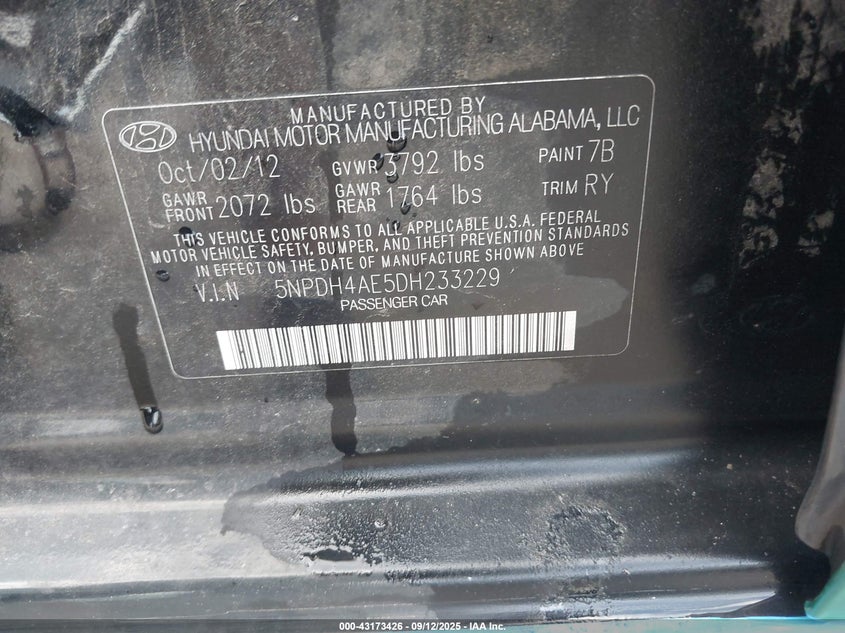 MANUFACTURED BY
HYUNDAI MOTOR MANUFACTURING ALABAMA, LLC
Oct/02/12 GVWR 3792 lbs PAINT 7B
GAWR FRONT 2072 lbs GAWR REAR 1764 lbs TRIM RY
THIS VEHICLE CONFORMS TO ALL APPLICABLE U.S.A. FEDERAL
MOTOR VEHICLE SAFETY, BUMPER, AND THEFT PREVENTION STANDARDS
IN EFFECT ON THE DATE OF MANUFACTURE SHOWN ABOVE
V.I.N 5NPDH4AE5DH233229
PASSENGER CAR
000-43173426 - 09/12/2025 - IAA Inc.